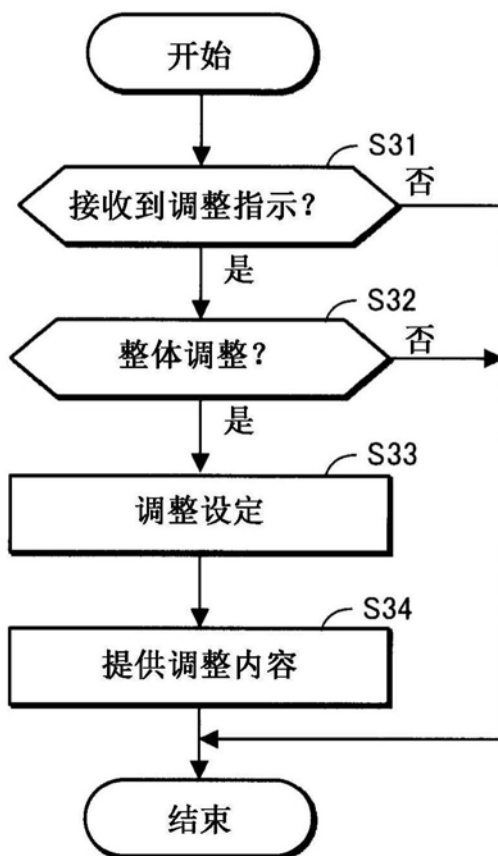 开始
S31
接收到调整指示？
否
是
S32
整体调整？
否
是
S33
调整设定
S34
提供调整内容
结束